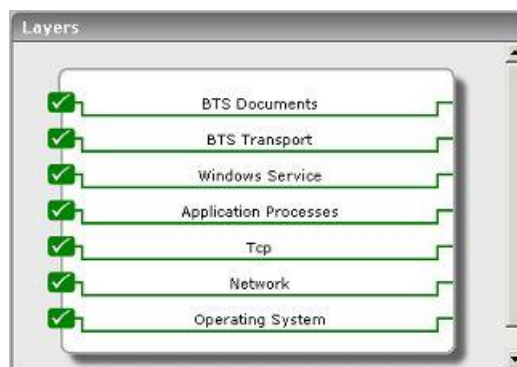 Layers
BTS Documents
BTS Transport
Windows Service
Application Processes
Tcp
Network
Operating System